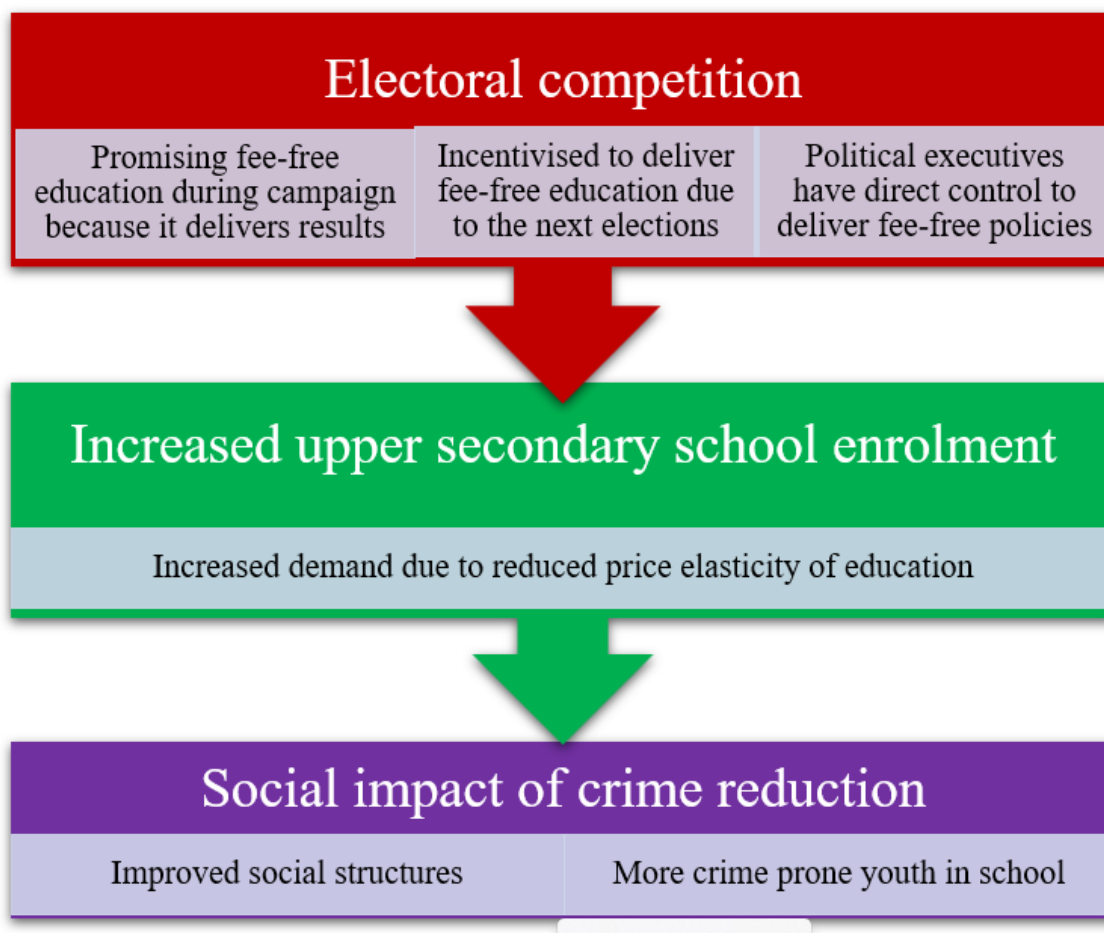 Electoral competition
Promising fee-free
education during campaign
because it delivers results
Incentivised to deliver
fee-free education due
to the next elections
Political executives
have direct control to
deliver fee-free policies
Increased upper secondary school enrolment
Increased demand due to reduced price elasticity of education
Social impact of crime reduction
Improved social structures
More crime prone youth in school